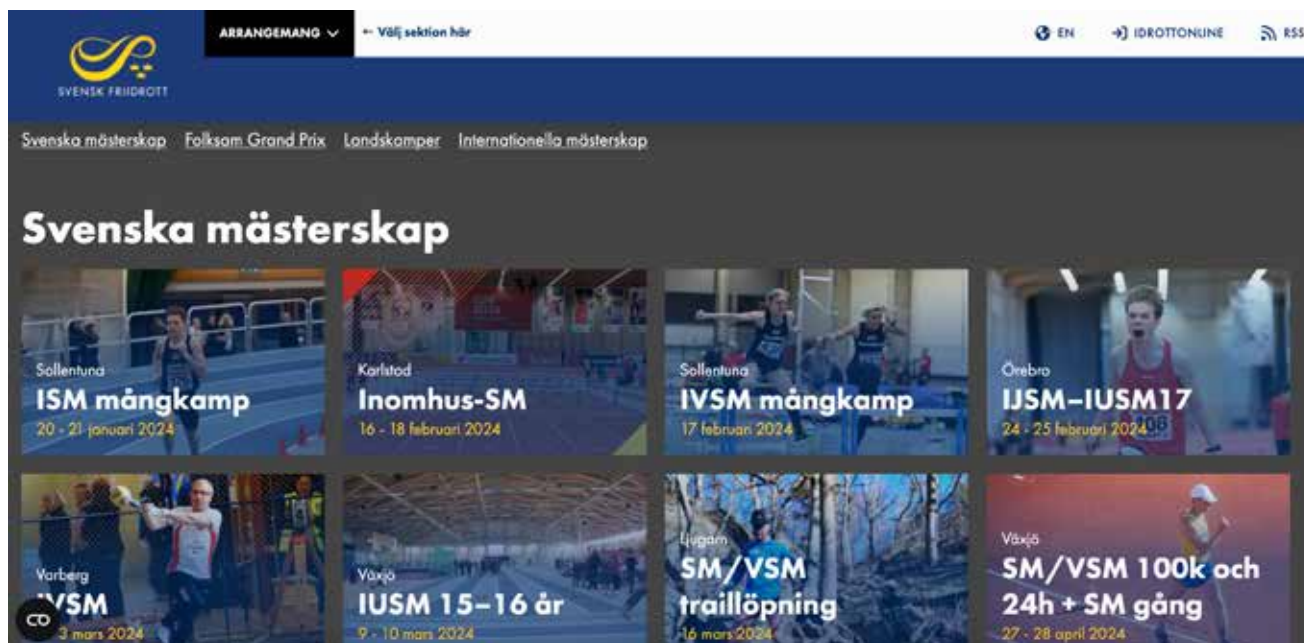 ARRANGEMANG
← Välj sektion här
EN
IDROTTONLINE
RSS
SVENSK FRIIDROTT
Svenska mästerskap
Folksam Grand Prix
Landskamper
Internationella mästerskap
Svenska mästerskap
Sollentuna
ISM mångkamp
20 - 21 januari 2024
Karlstad
Inomhus-SM
16 - 18 februari 2024
Sollentuna
IVSM mångkamp
17 februari 2024
Örebro
IJSM–IUSM17
24 - 25 februari 2024
Varberg
IVSM
3 mars 2024
Växjö
IUSM 15–16 år
9 - 10 mars 2024
Ljugarn
SM/VSM
traillöpning
16 mars 2024
Växjö
SM/VSM 100k och
24h + SM gång
27 - 28 april 2024